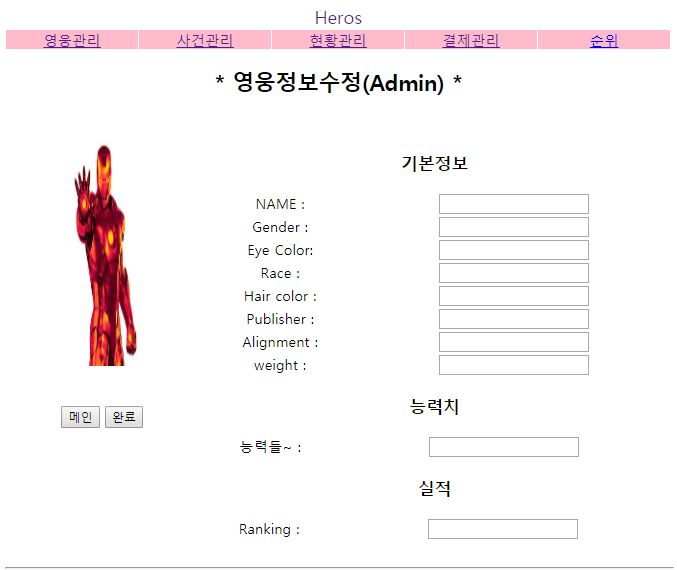 Heros
영웅관리 사건관리 현황관리 결제관리 순위
* 영웅정보수정(Admin) *
기본정보
NAME :
Gender :
Eye Color:
Race :
Hair color :
Publisher :
Alignment :
weight :
메인 완료
능력치
능력들~ :
실적
Ranking :